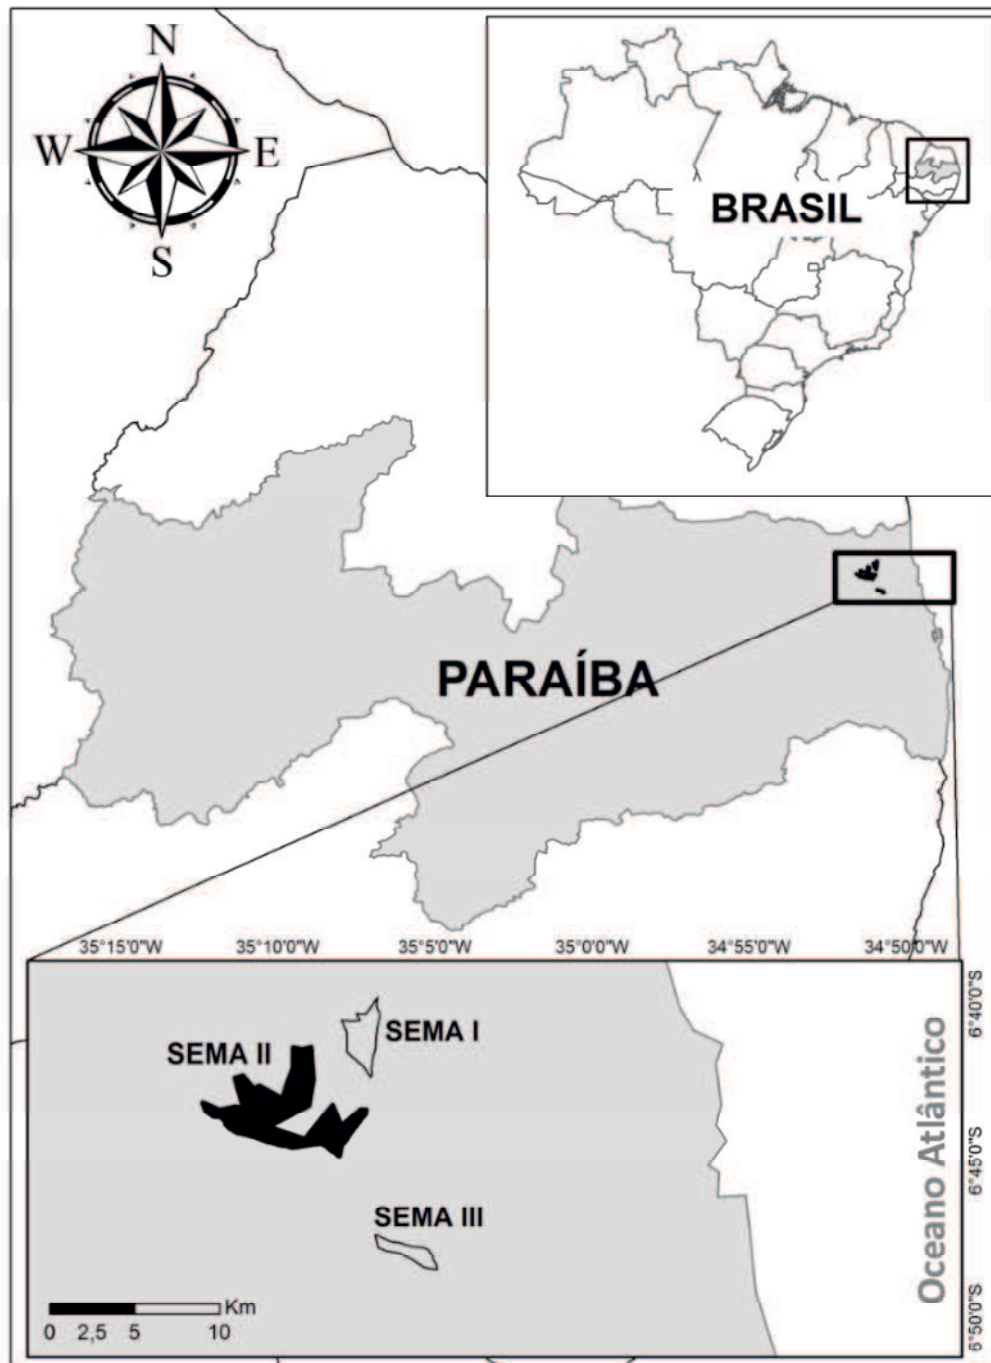 N
W E
S
BRASIL
PARAÍBA
35°15'0"W 35°10'0"W 35°5'0"W 35°0'0"W 34°55'0"W 34°50'0"W
6°40'0"S
SEMA I
SEMA II
Oceano Atlântico
6°45'0"S
SEMA III
6°50'0"S
Km
0 2,5 5 10